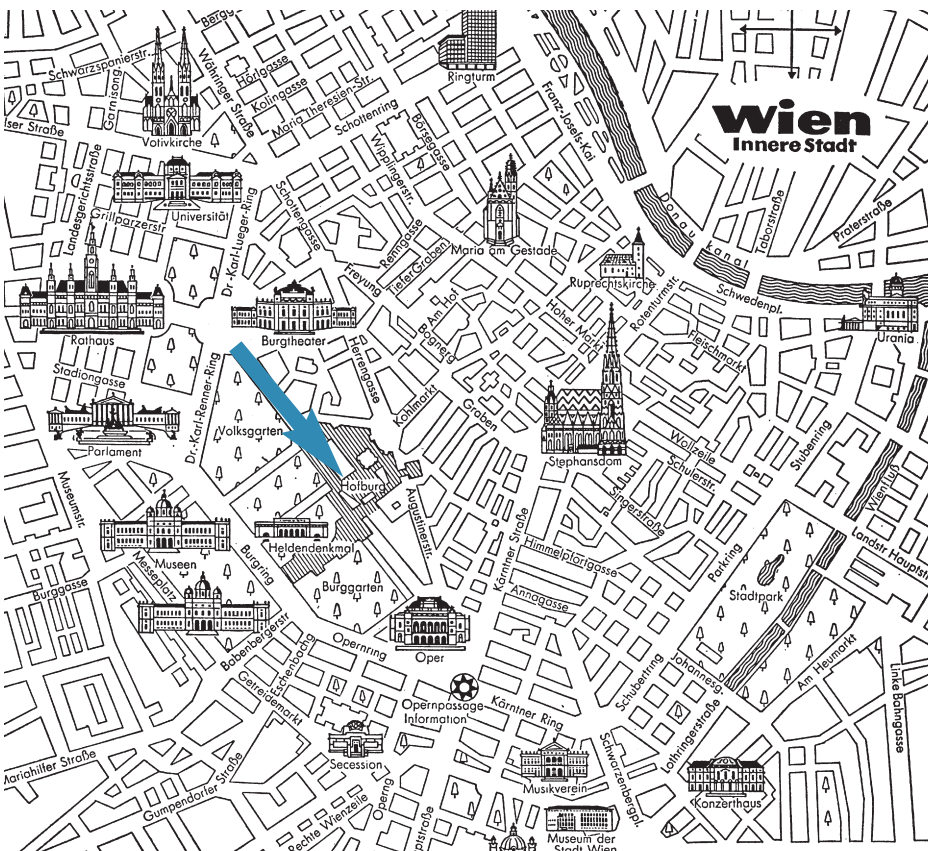 Schwarzspanierstr.
Garnisong.
Währinger Straße
Hörlgasse
Kolingasse
Maria Theresien-Str.
Ringturm
Schottenring
Börsegasse
Wipplingerstr.
Franz-Josefs-Kai
Wien
Innere Stadt
Votivkirche
Landesgerichtsstraße
Universität
Grillparzerstr
Dr.-Karl-Lueger-Ring
Schottengasse
Freyung
Renngasse
Tiefer Graben
Maria am Gestade
Donaukanal
Taborstraße
Praterstraße
Ruprechtskirche
Rotenturmstr.
Schwedenpl.
Urania
Rathaus
Burgtheater
Am Hof
Bognerg
Hoher Markt
Fleischmarkt
Stadiongasse
Herrengasse
Kohlmarkt
Graben
Dr.-Karl-Renner-Ring
Volksgarten
Parlament
Stephansdom
Wollzeile
Schulerstr.
Stubenring
Museumstr.
Hofburg
Augustinerstr.
Singerstraße
Wienfluß
Heldendenkmal
Kärntner Straße
Himmelpfortgasse
Parkring
Landstr Hauptst
Museen
Messeplatz
Burgring
Burggasse
Burggarten
Annagasse
Stadtpark
Babenbergerstr
Opernring
Oper
Eschenbachg
Getreidemarkt
Schubertring
Johannesg.
Am Heumarkt
Linke Bahngasse
Opernpassage
Information
Kärntner Ring
Secession
Lothringerstraße
Mariahilfer Straße
Gumpendorfer Straße
Musikverein
Schwarzenbergpl.
Konzerthaus
Rechte Wienzeile
Operng
Museum der
Stadt Wien